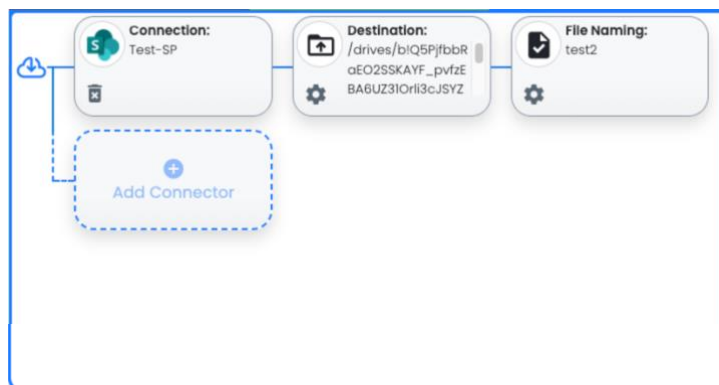 Connection:
Test-SP
Destination:
/drives/b!Q5PjfbbR
aEO2SSKAYF_pvfzE
BA6UZ31Orli3cJSYZ
File Naming:
test2
Add Connector